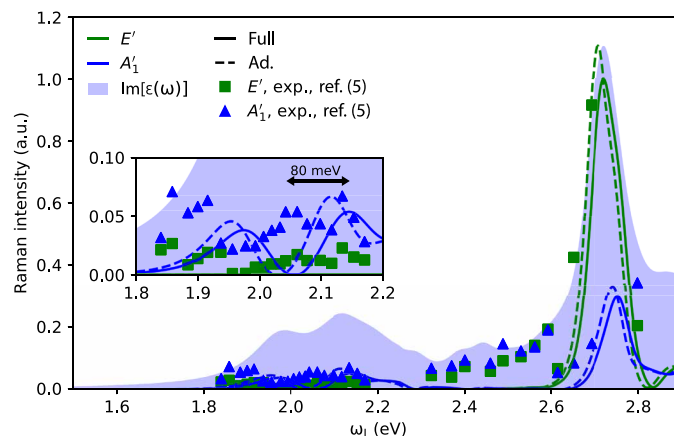 1.2
1.0
0.8
0.6
0.4
0.2
0.0
Raman intensity (a.u.)
E′
A′₁
Im[ε(ω)]
Full
Ad.
E′, exp., ref. (5)
A′₁, exp., ref. (5)
0.10
0.05
0.00
80 meV
1.8 1.9 2.0 2.1 2.2
1.6 1.8 2.0 2.2 2.4 2.6 2.8
ω_L (eV)